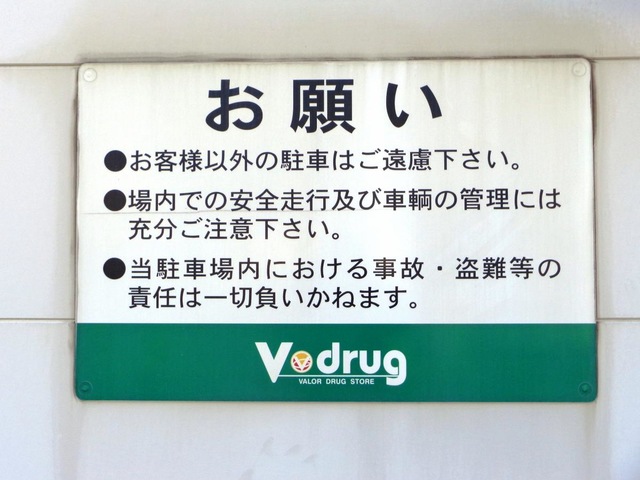 お願い
●お客様以外の駐車はご遠慮下さい。
●場内での安全走行及び車輌の管理には
充分ご注意下さい。
●当駐車場内における事故・盗難等の
責任は一切負いかねます。
Vdrug
VALOR DRUG STORE